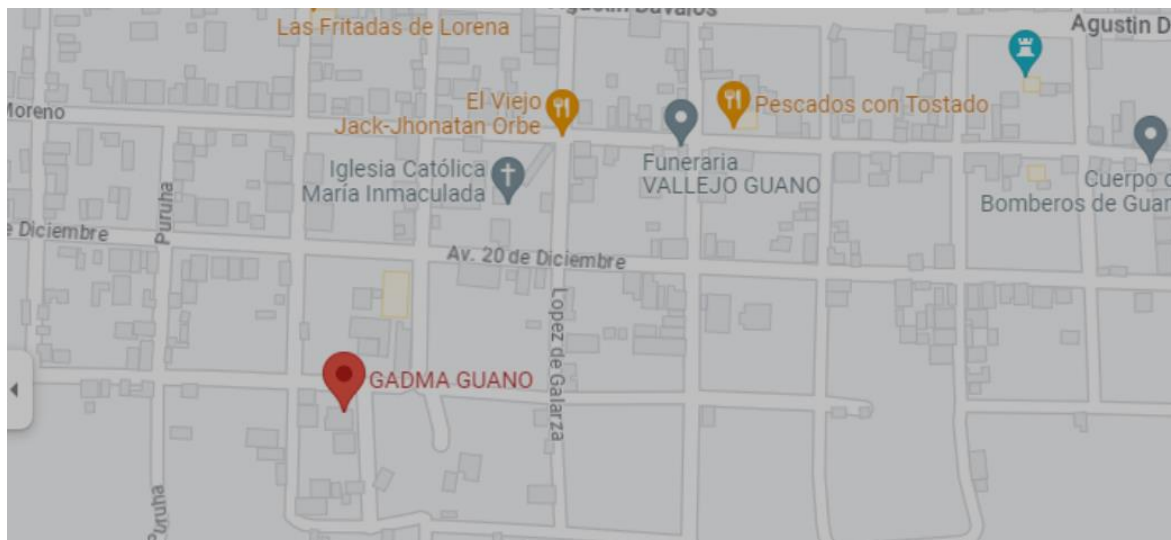 Agustin D
Las Fritadas de Lorena
Moreno
El Viejo
Jack-Jhonatan Orbe
Pescados con Tostado
Iglesia Católica
María Inmaculada
Funeraria
VALLEJO GUANO
Cuerpo
Bomberos de Guan
Puruha
e Diciembre
Av. 20 de Diciembre
Lopez de Galarza
GADMA GUANO
Puruha